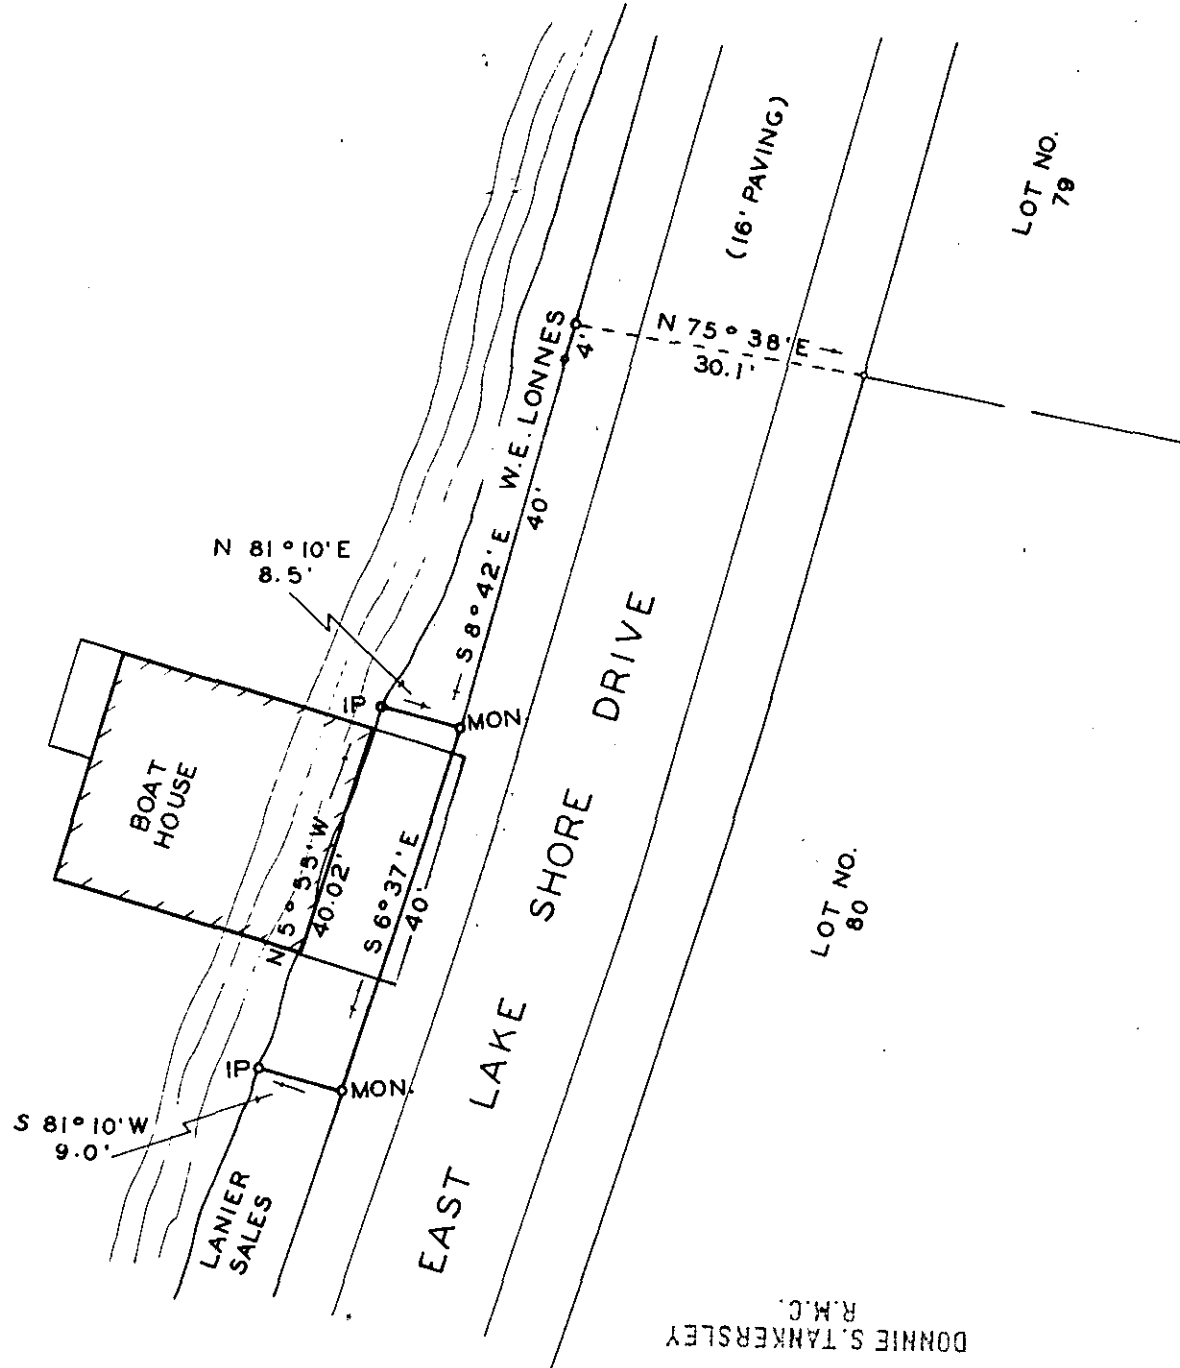 (16' PAVING)
LOT NO.
79
N 75° 38' E
30.1'
W. E. LONNES
4'
40'
S 8° 42' E
N 81° 10' E
8.5'
IP
MON.
BOAT
HOUSE
N 5° 55' W
40.02'
S 6° 37' E
40'
EAST LAKE SHORE DRIVE
LOT NO.
80
IP
MON.
S 81° 10' W
9.0'
LANIER
SALES
DONNIE S. TANKERSLEY
R.M.C.